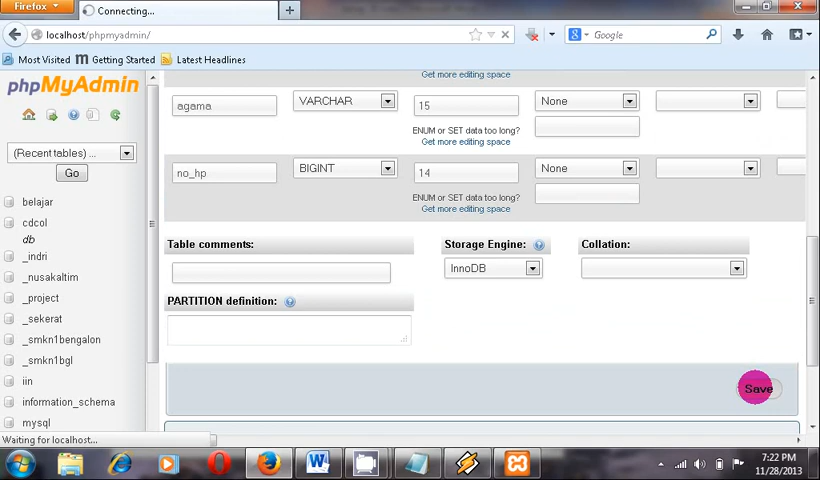 Firefox
Connecting...
localhost/phpmyadmin/
Google
Most Visited
Getting Started
Latest Headlines
phpMyAdmin
(Recent tables) ...
Go
belajar
cdcol
db
_indri
_nusakaltim
_project
_sekerat
_smkn1bengalon
_smkn1bgl
iin
information_schema
mysql
Get more editing space
agama
VARCHAR
15
None
ENUM or SET data too long?
Get more editing space
no_hp
BIGINT
14
None
ENUM or SET data too long?
Get more editing space
Table comments:
Storage Engine:
Collation:
InnoDB
PARTITION definition:
Save
Waiting for localhost...
7:22 PM
11/28/2013